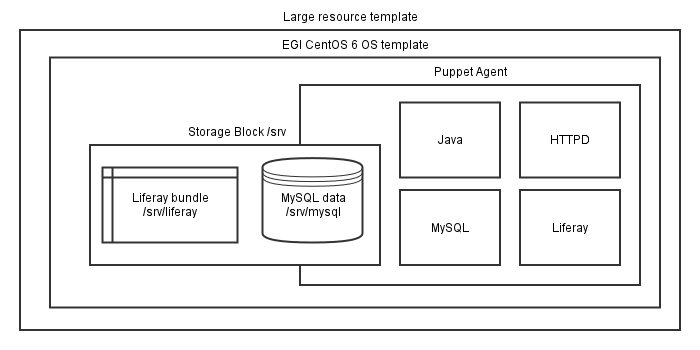 Large resource template
EGI CentOS 6 OS template
Puppet Agent
Storage Block /srv
Java
HTTPD
Liferay bundle
/srv/liferay
MySQL data
/srv/mysql
MySQL
Liferay